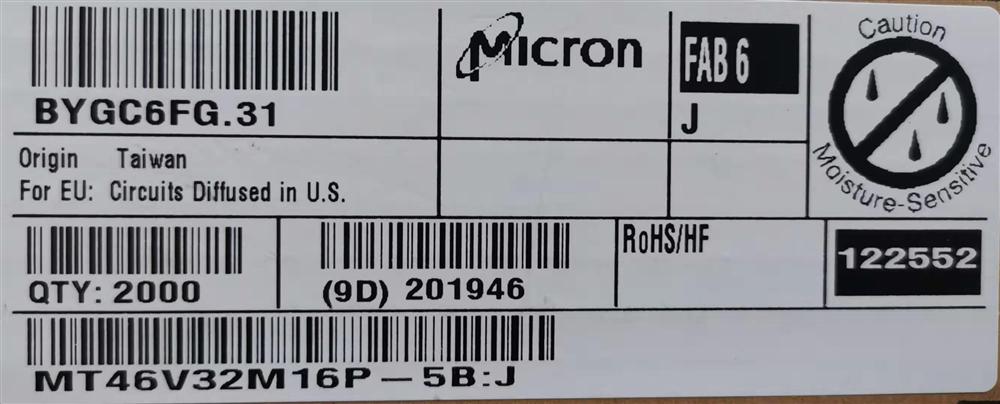 BYGC6FG.31
Micron
FAB 6
J
Caution
Moisture-Sensitive
Origin Taiwan
For EU: Circuits Diffused in U.S.
QTY: 2000
(9D) 201946
RoHS/HF
122552
MT46V32M16P-5B:J